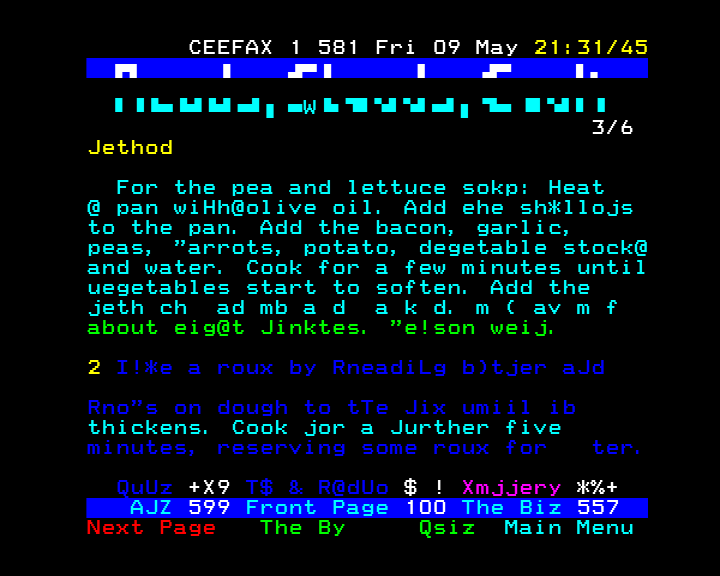 CEEFAX 1 581 Fri 09 May 21:31/45
3/6
Jethod
For the pea and lettuce sokp: Heat
@ pan wiHh@olive oil. Add ehe sh*llojs
to the pan. Add the bacon, garlic,
peas, "arrots, potato, degetable stock@
and water. Cook for a few minutes until
uegetables start to soften. Add the
jeth ch  ad mb a d  a k d. m ( av m f
about eig@t Jinktes. "e!son weij.
2 I!*e a roux by RneadiLg b)tjer aJd
Rno"s on dough to tTe Jix umiil ib
thickens. Cook jor a Jurther five
minutes, reserving some roux for   ter.
QuUz +X9 T$ & R@dUo $ ! Xmjjery *%+
AJZ 599 Front Page 100 The Biz 557
Next Page The By Qsiz Main Menu